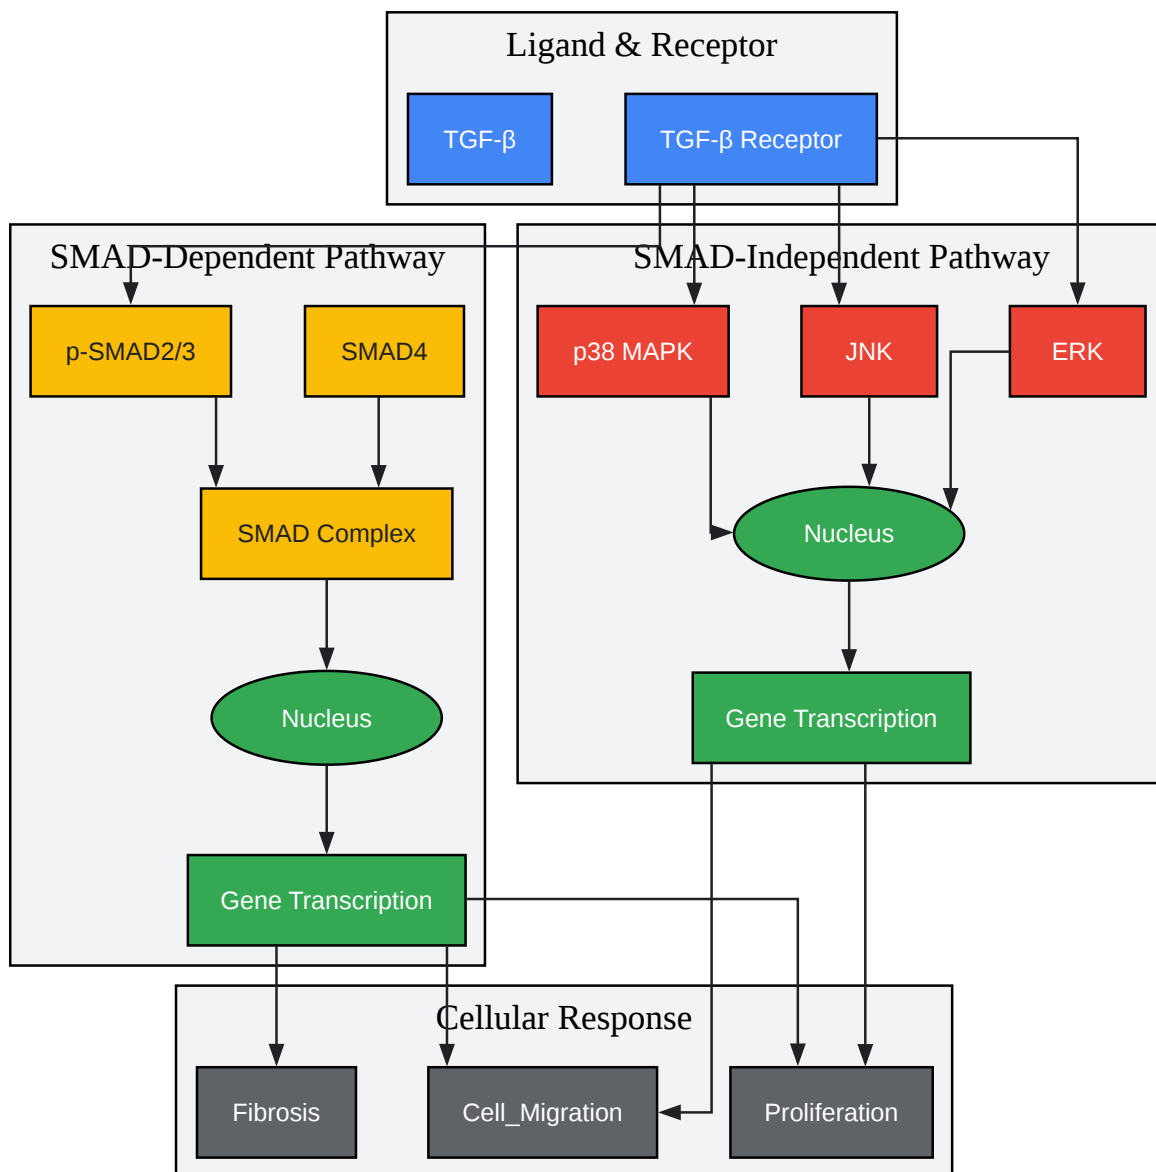 Ligand & Receptor
TGF-β
TGF-β Receptor
SMAD-Dependent Pathway
SMAD-Independent Pathway
p-SMAD2/3
SMAD4
p38 MAPK
JNK
ERK
SMAD Complex
Nucleus
Nucleus
Gene Transcription
Gene Transcription
Cellular Response
Fibrosis
Cell_Migration
Proliferation